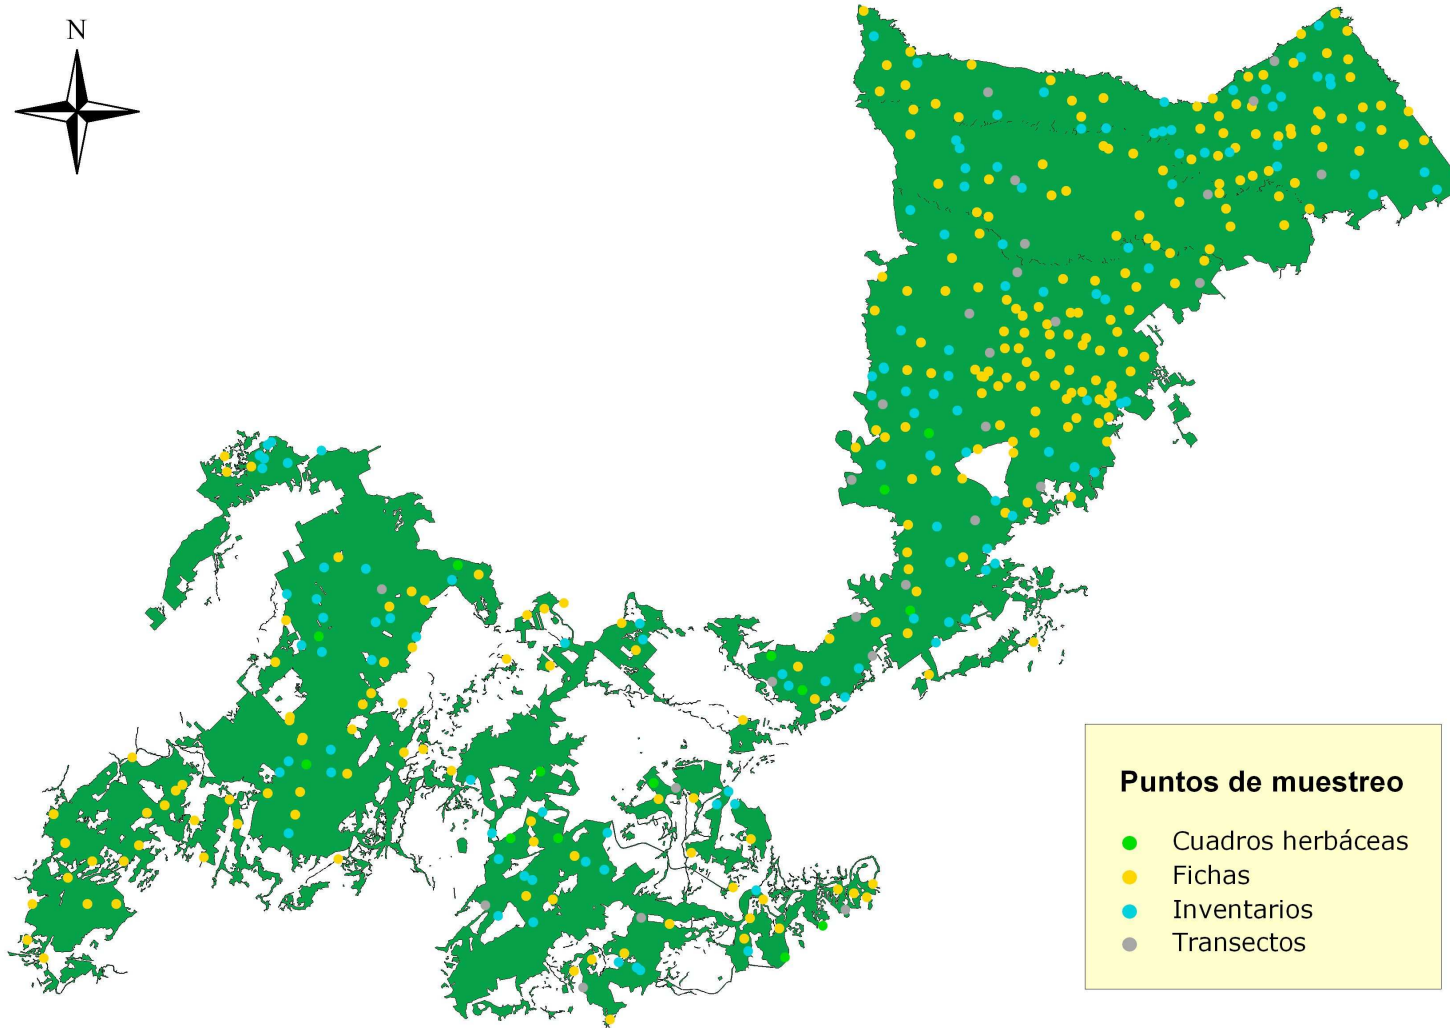 N
Puntos de muestreo
Cuadros herbáceas
Fichas
Inventarios
Transectos